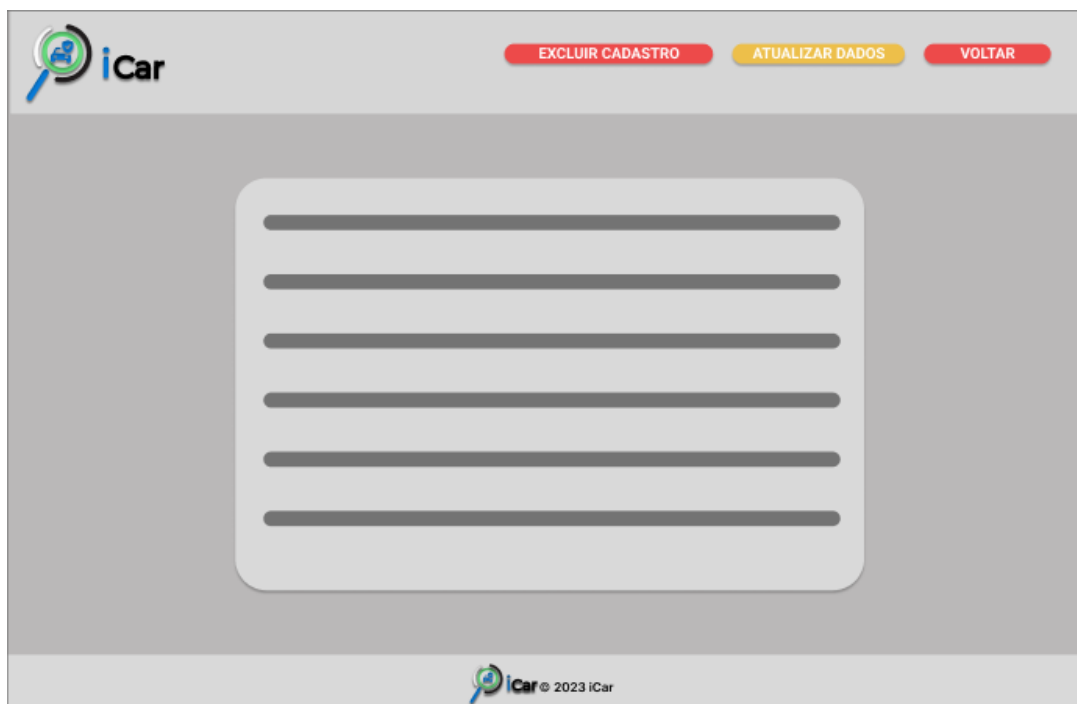 iCar
EXCLUIR CADASTRO
ATUALIZAR DADOS
VOLTAR
iCar © 2023 iCar